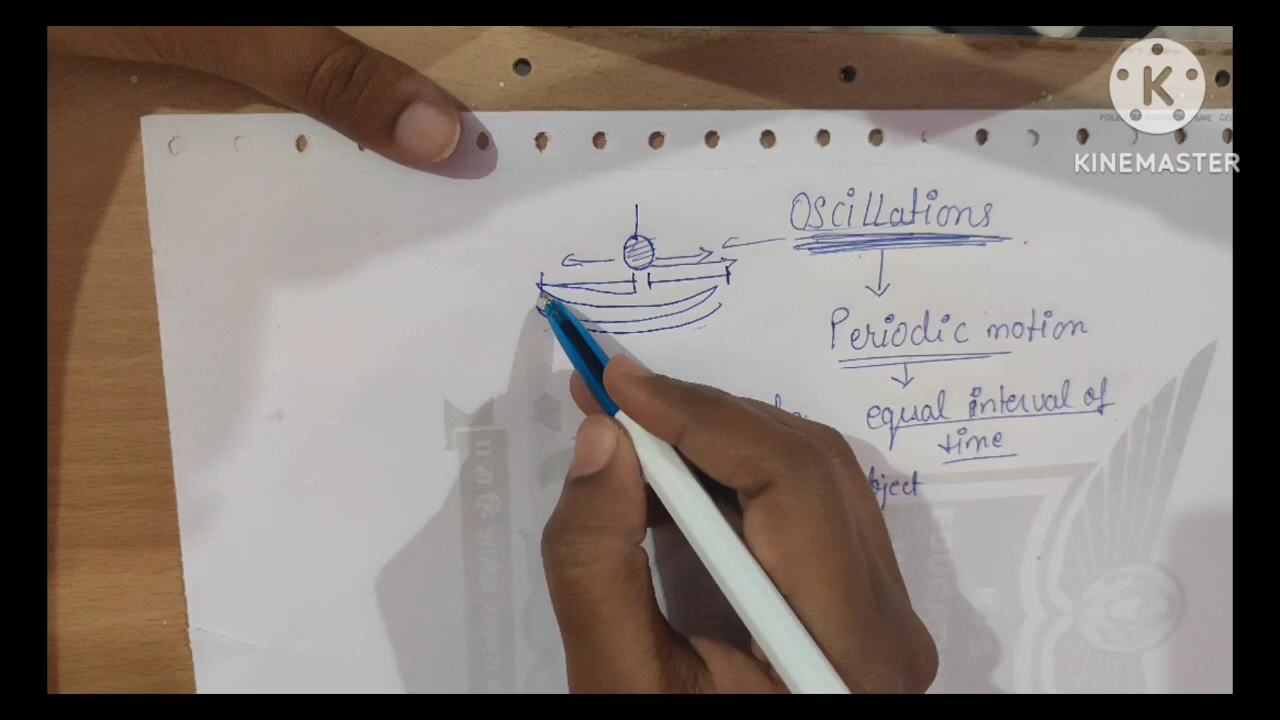 KINEMASTER
Oscillations
Periodic motion
equal interval of
time